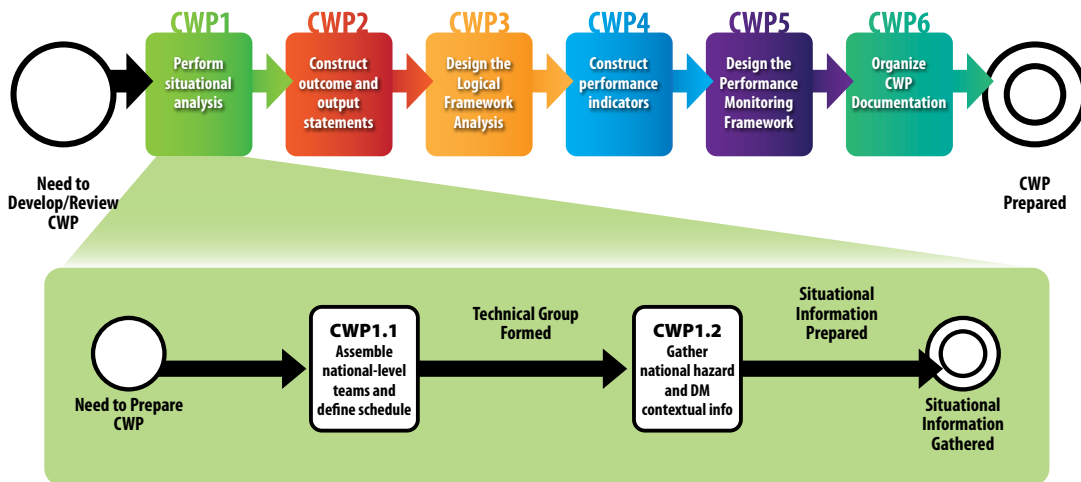 CWP1
CWP2
CWP3
CWP4
CWP5
CWP6
Perform
situational
analysis
Construct
outcome and
output
statements
Design the
Logical
Framework
Analysis
Construct
performance
indicators
Design the
Performance
Monitoring
Framework
Organize
CWP
Documentation
Need to
Develop/Review
CWP
CWP
Prepared
Need to Prepare
CWP
CWP1.1
Assemble
national-level
teams and
define schedule
Technical Group
Formed
CWP1.2
Gather
national hazard
and DM
contextual info
Situational
Information
Prepared
Situational
Information
Gathered